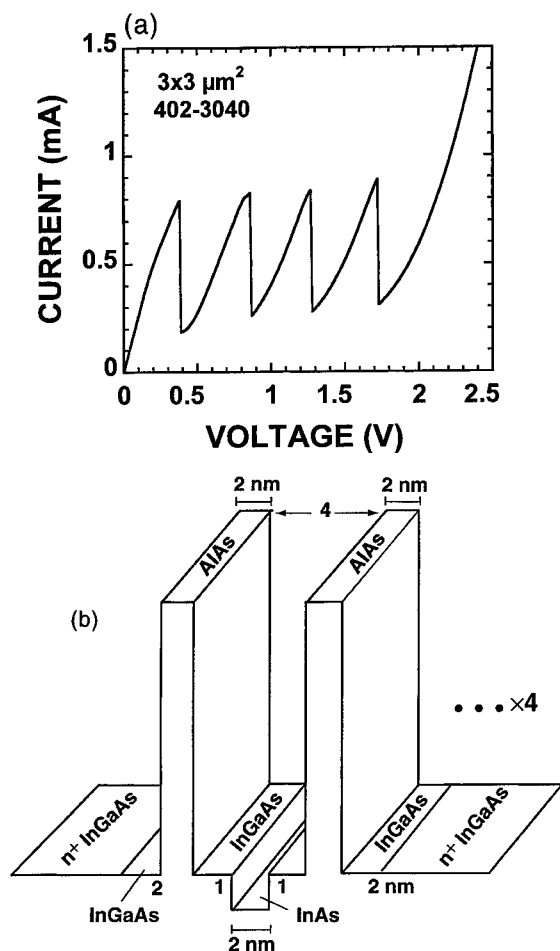 (a)
1.5
3x3 µm²
402-3040
1
0.5
0
CURRENT (mA)
0 0.5 1 1.5 2 2.5
VOLTAGE (V)
2 nm 2 nm
4
AlAs AlAs
(b)
• • • ×4
n⁺ InGaAs InGaAs InGaAs n⁺ InGaAs
2 1 1 2 nm
InGaAs InAs
2 nm